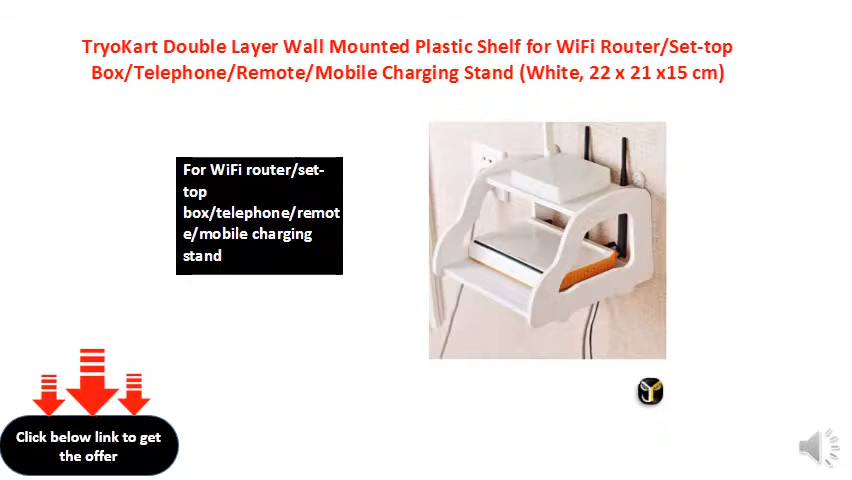 TryoKart Double Layer Wall Mounted Plastic Shelf for WiFi Router/Set-top
Box/Telephone/Remote/Mobile Charging Stand (White, 22 x 21 x15 cm)
For WiFi router/set-
top
box/telephone/remot
e/mobile charging
stand
Click below link to get
the offer